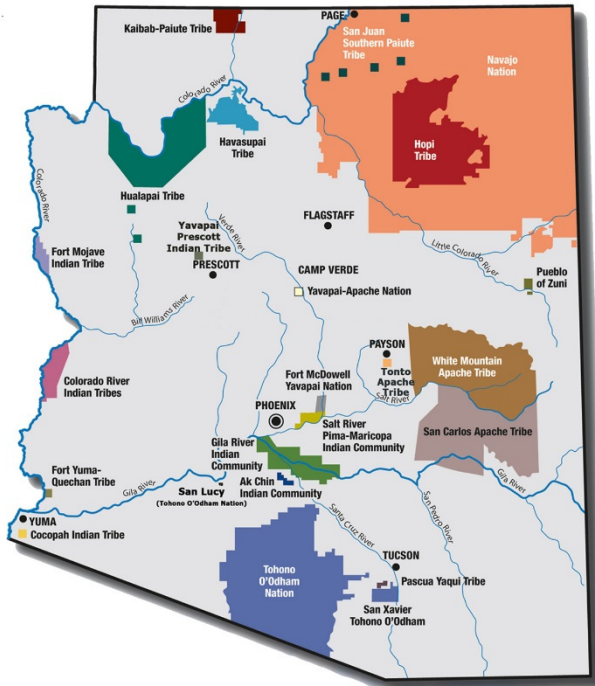 Kaibab-Paiute Tribe
PAGE
San Juan
Southern Paiute
Tribe
Navajo
Nation
Colorado River
Havasupai
Tribe
Hopi
Tribe
Hualapai Tribe
Colorado River
FLAGSTAFF
Yavapai
Prescott
Indian Tribe
PRESCOTT
Verde River
Little Colorado River
Fort Mojave
Indian Tribe
CAMP VERDE
Yavapai-Apache Nation
Pueblo
of Zuni
Bill Williams River
PAYSON
Tonto
Apache
Tribe
White Mountain
Apache Tribe
Colorado River
Indian Tribes
Fort McDowell
Yavapai Nation
Salt River
PHOENIX
Salt River
Pima-Maricopa
Indian Community
San Carlos Apache Tribe
Gila River
Indian
Community
Fort Yuma-
Quechan Tribe
Gila River
Ak Chin
Indian Community
San Lucy
(Tohono O'Odham Nation)
Gila River
San Pedro River
Santa Cruz River
YUMA
Cocopah Indian Tribe
TUCSON
Tohono
O'Odham
Nation
Pascua Yaqui Tribe
San Xavier
Tohono O'Odham